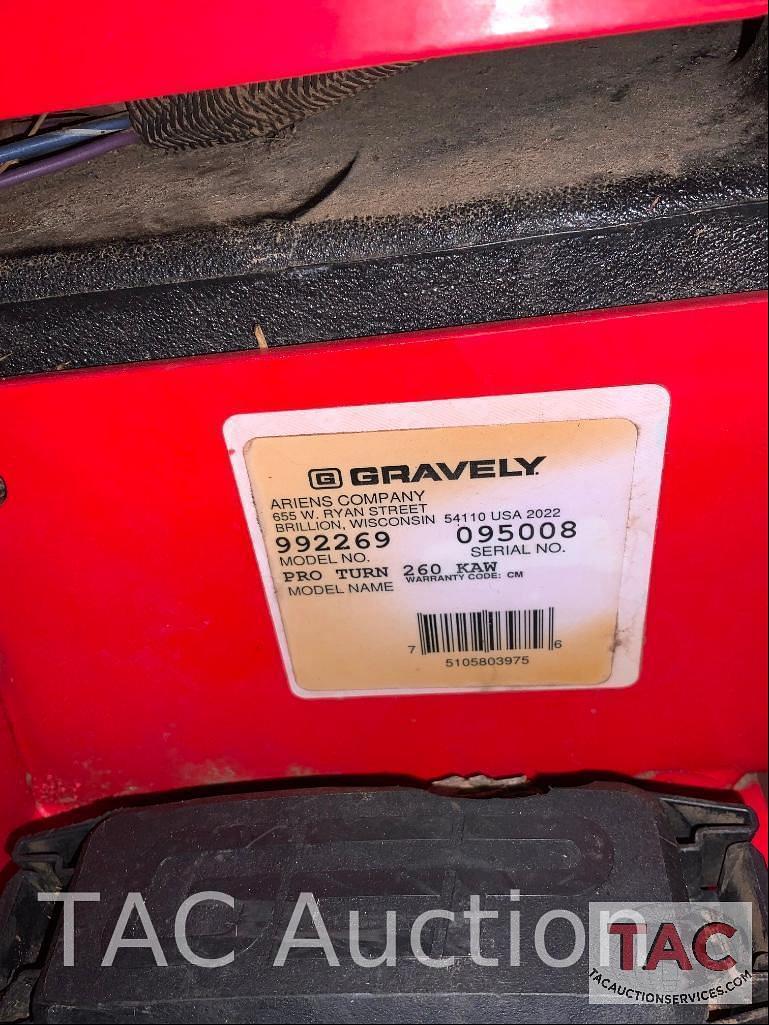 G GRAVELY
ARIENS COMPANY
655 W. RYAN STREET
BRILLION, WISCONSIN 54110 USA 2022
992269 095008
MODEL NO. SERIAL NO.
PRO TURN 260 KAW
MODEL NAME WARRANTY CODE: CM
7 5105803975 6
TAC Auction
TAC
TACAUCTIONSERVICES.COM